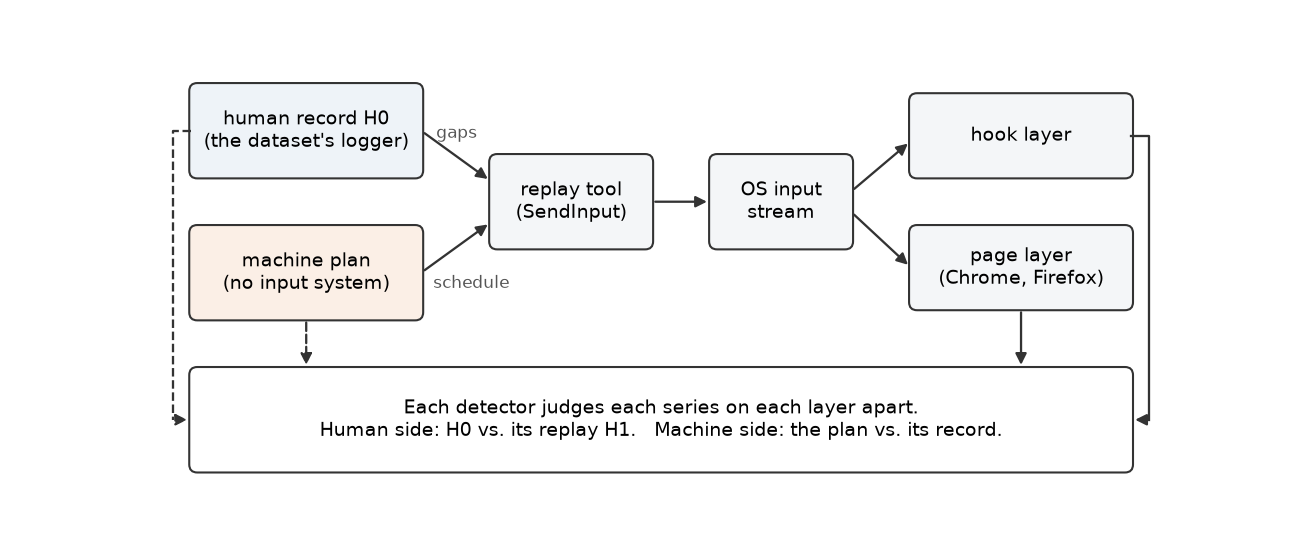 human record H0
(the dataset's logger)
gaps
machine plan
(no input system)
schedule
replay tool
(SendInput)
OS input
stream
hook layer
page layer
(Chrome, Firefox)
Each detector judges each series on each layer apart.
Human side: H0 vs. its replay H1.   Machine side: the plan vs. its record.